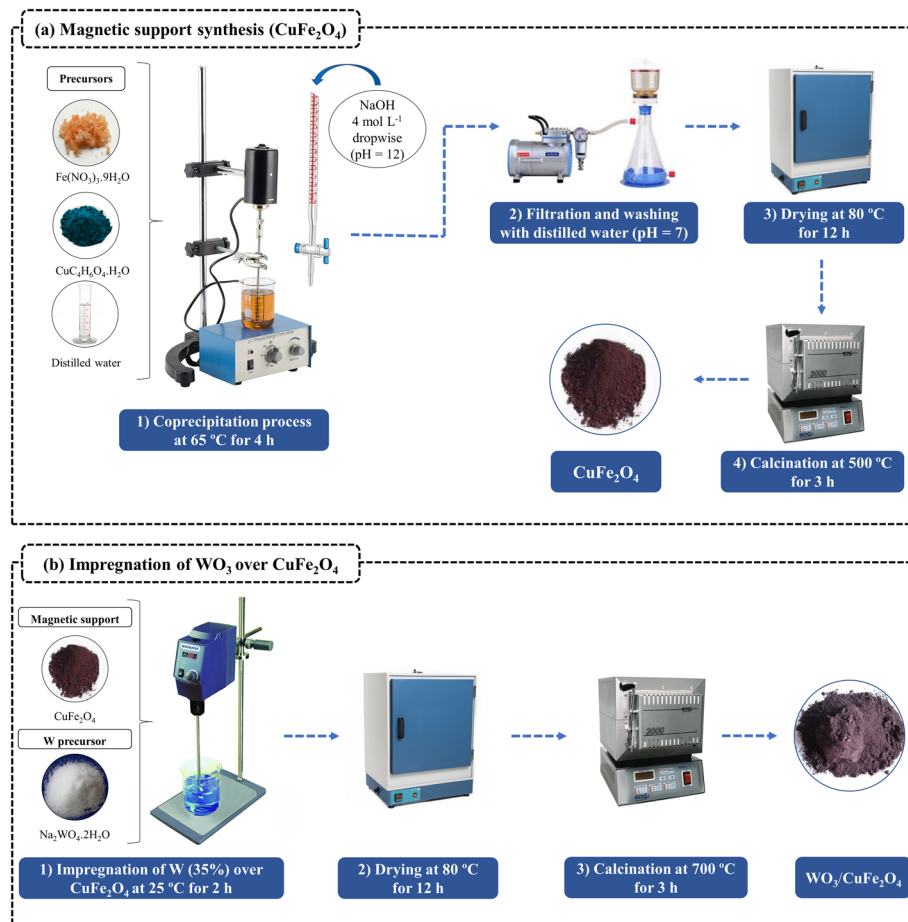 (a) Magnetic support synthesis (CuFe₂O₄)
Precursors
Fe(NO₃)₃.9H₂O
CuC₄H₆O₄.H₂O
Distilled water
NaOH
4 mol L⁻¹
dropwise
(pH = 12)
1) Coprecipitation process
at 65 ºC for 4 h
2) Filtration and washing
with distilled water (pH = 7)
3) Drying at 80 ºC
for 12 h
3000
4) Calcination at 500 ºC
for 3 h
CuFe₂O₄
(b) Impregnation of WO₃ over CuFe₂O₄
Magnetic support
CuFe₂O₄
W precursor
Na₂WO₄.2H₂O
1) Impregnation of W (35%) over
CuFe₂O₄ at 25 ºC for 2 h
2) Drying at 80 ºC
for 12 h
3000
EDG
3) Calcination at 700 ºC
for 3 h
WO₃/CuFe₂O₄